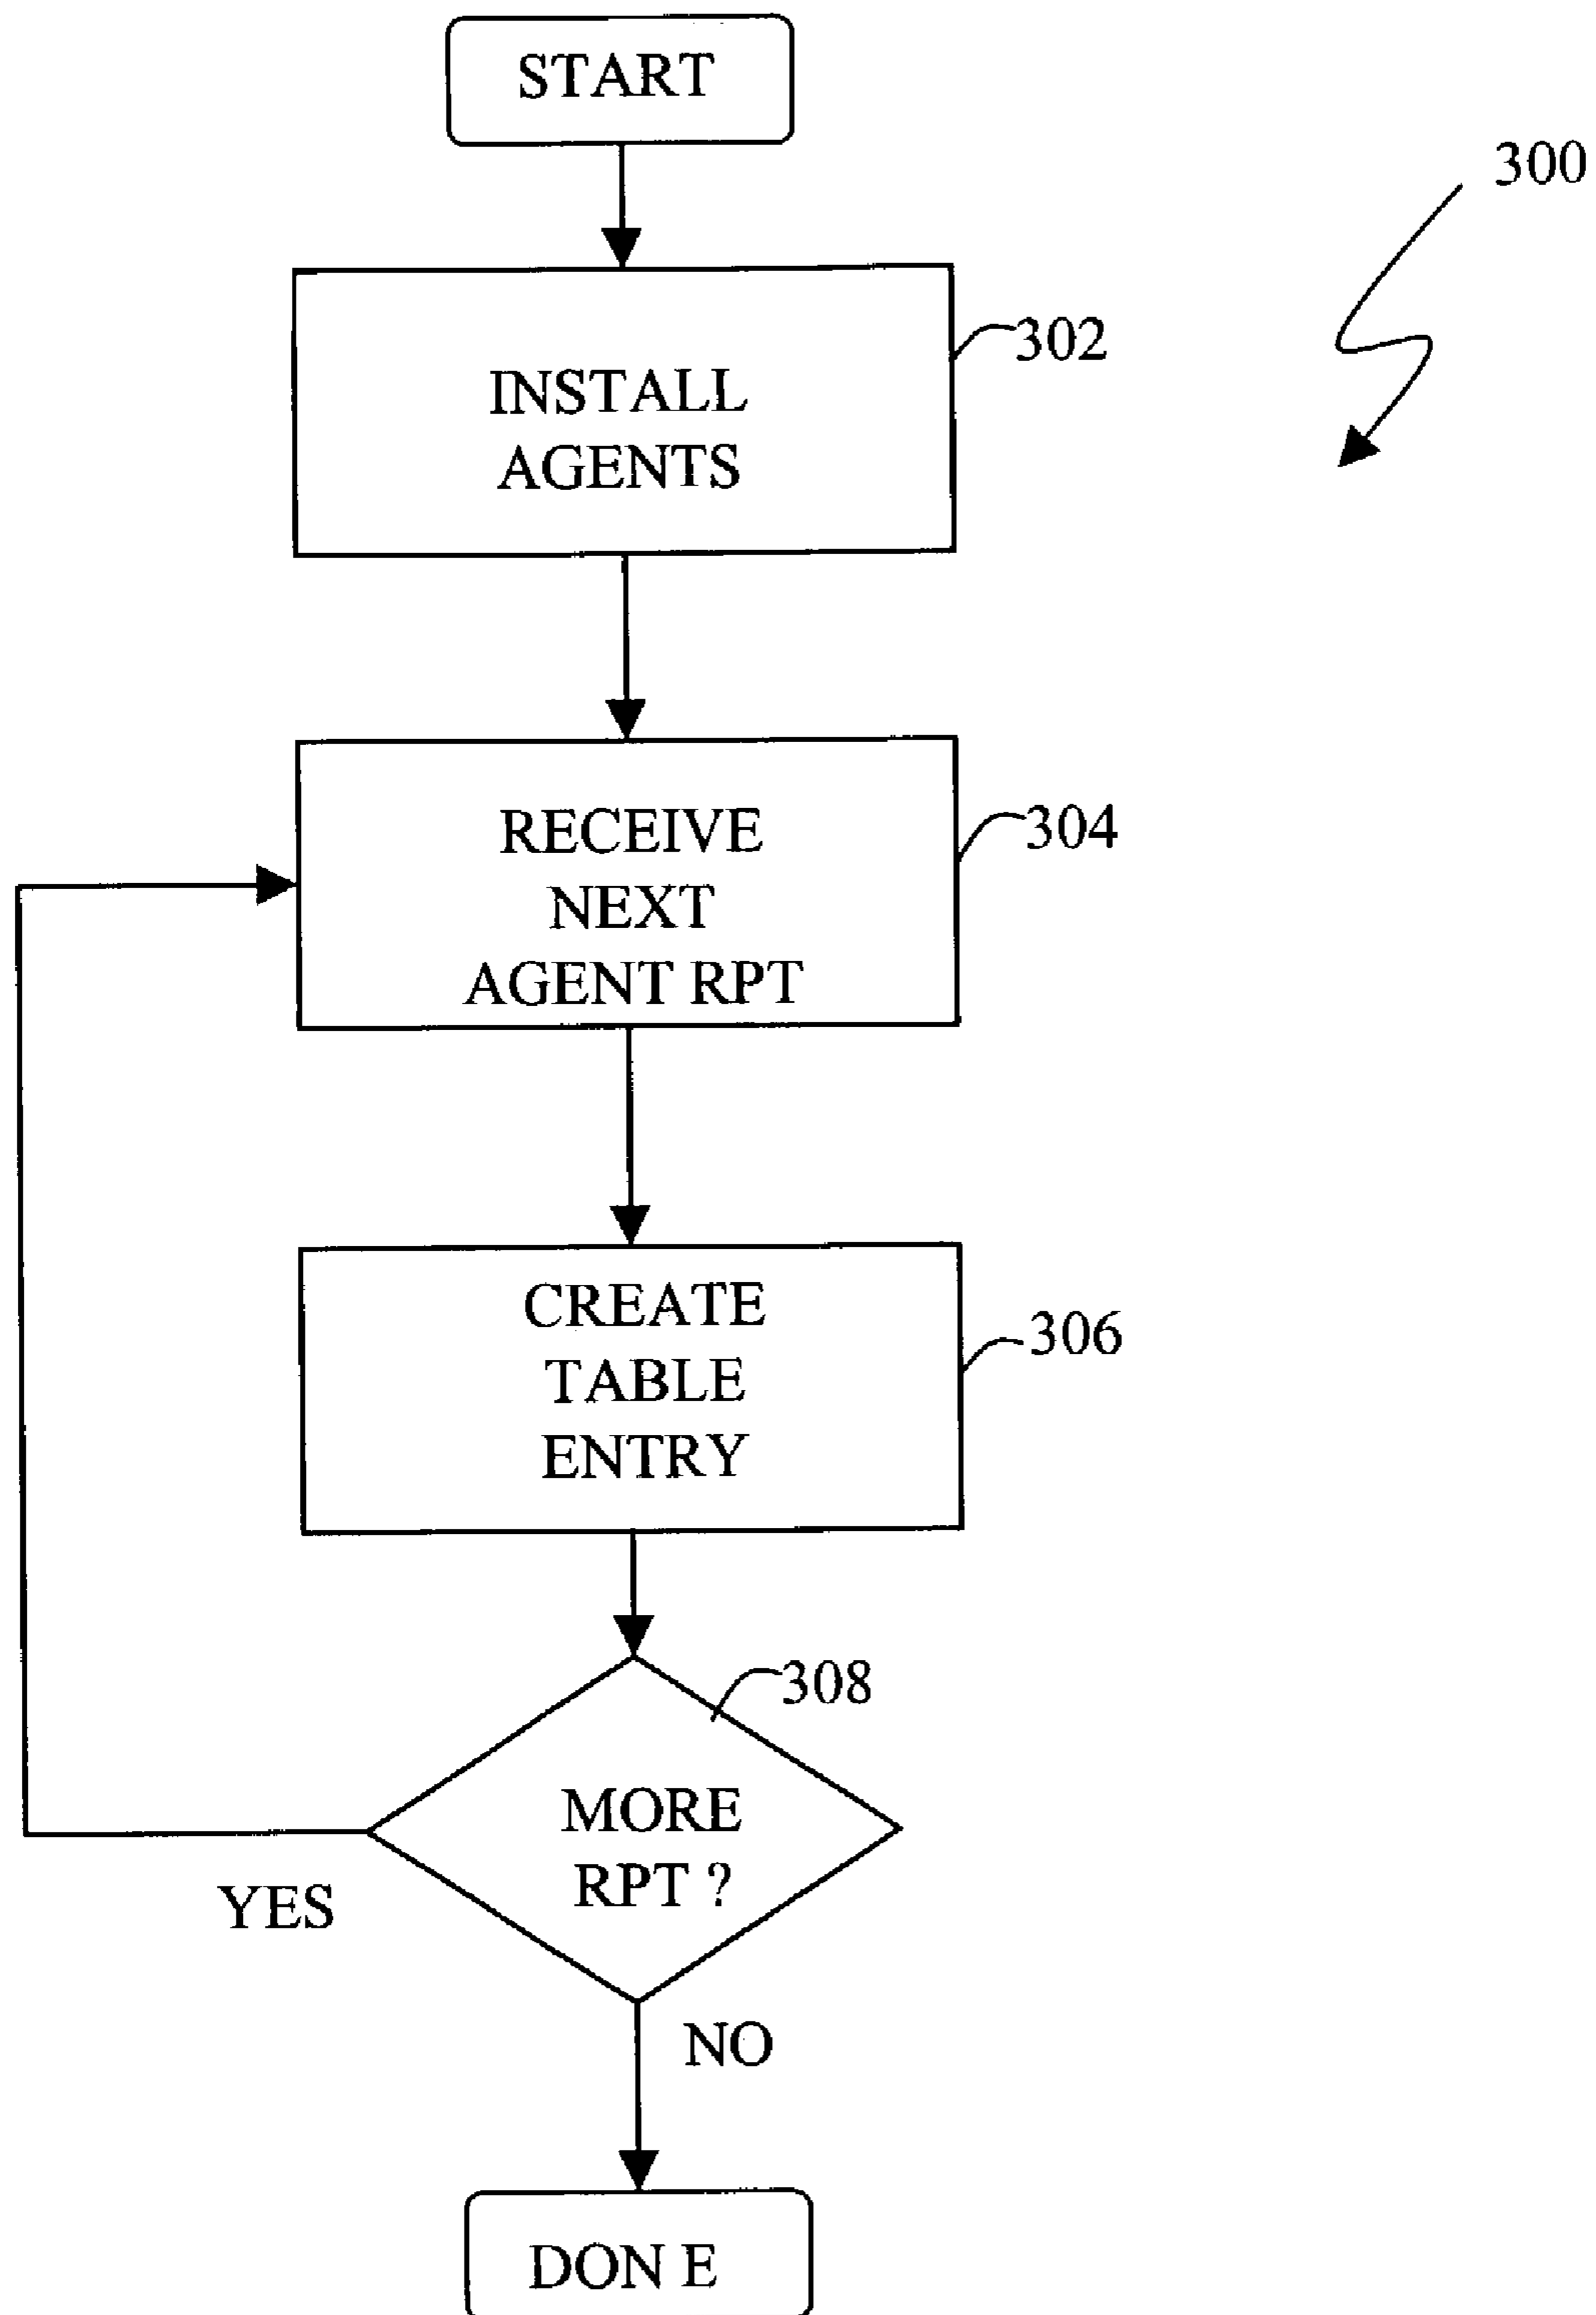 START
300
302
INSTALL
AGENTS
304
RECEIVE
NEXT
AGENT RPT
306
CREATE
TABLE
ENTRY
308
MORE
RPT ?
YES
NO
DON E